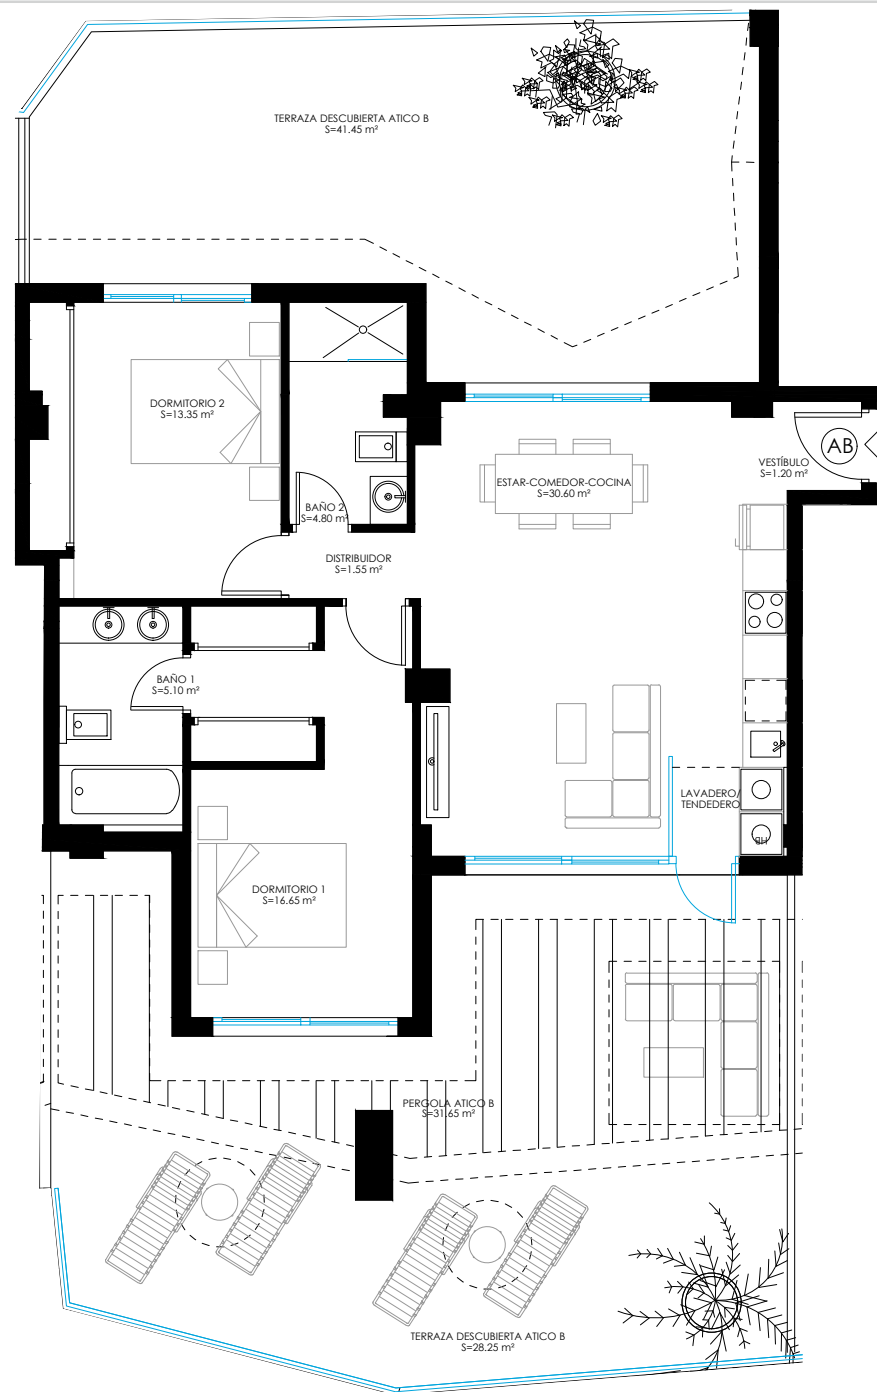 TERRAZA DESCUBIERTA ATICO B
S=41.45 m²
DORMITORIO 2
S=13.35 m²
AB
VESTÍBULO
S=1.20 m²
ESTAR-COMEDOR-COCINA
S=30.60 m²
BAÑO 2
S=4.80 m²
DISTRIBUIDOR
S=1.55 m²
BAÑO 1
S=5.10 m²
LAVADERO/
TENDEDERO
HB
DORMITORIO 1
S=16.65 m²
PERGOLA ATICO B
S=31.65 m²
TERRAZA DESCUBIERTA ATICO B
S=28.25 m²